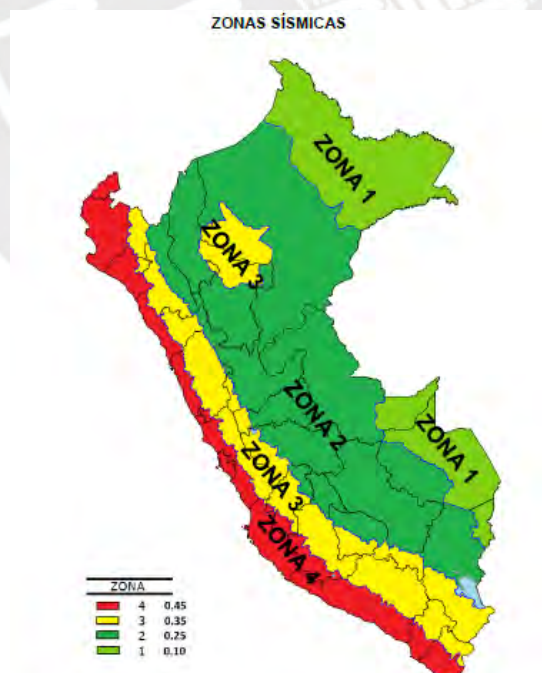 ZONAS SÍSMICAS
ZONA 1
ZONA 3
ZONA 2
ZONA 1
ZONA 3
ZONA 4
ZONA
4 0.45
3 0.35
2 0.25
1 0.10